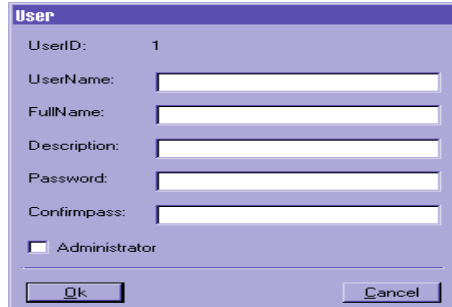 User
UserID: 1
UserName:
FullName:
Description:
Password:
Confirmpass:
Administrator
Ok Cancel